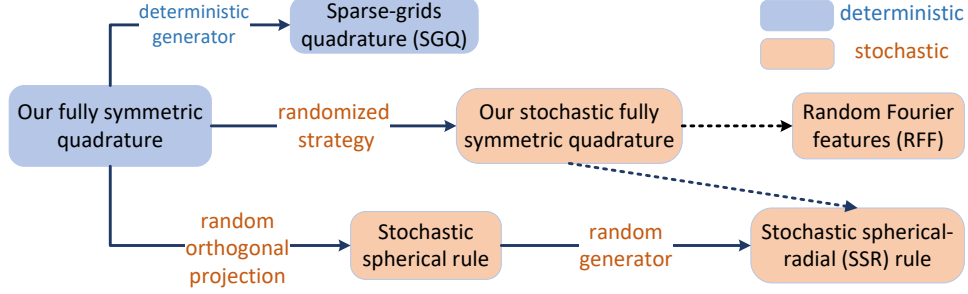 deterministic
generator
Sparse-grids
quadrature (SGQ)
deterministic
stochastic
Our fully symmetric
quadrature
randomized
strategy
Our stochastic fully
symmetric quadrature
Random Fourier
features (RFF)
random
orthogonal
projection
Stochastic
spherical rule
random
generator
Stochastic spherical-
radial (SSR) rule